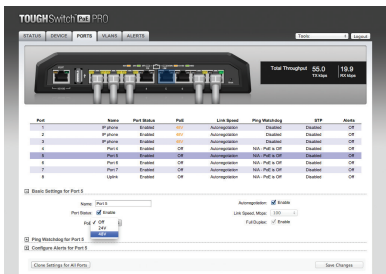 TOUGHSwitch PoE PRO
STATUS DEVICE PORTS VLANS ALERTS Tools Logout
Total Throughput 55.0 19.9
TX kbps RX kbps
Port Name Port Status PoE Link Speed Ping Watchdog STP Alerts
1 IP phone Enabled 48V Autonegotiation Disabled Disabled Off
2 IP phone Enabled 48V Autonegotiation Disabled Disabled Off
3 IP phone Enabled 48V Autonegotiation Disabled Disabled Off
4 IP phone Enabled 48V Autonegotiation Disabled Disabled Off
5 Port 5 Enabled Off Autonegotiation N/A - PoE is Off Disabled Off
6 Port 6 Enabled Off Autonegotiation N/A - PoE is Off Disabled Off
7 Port 7 Enabled Off Autonegotiation N/A - PoE is Off Disabled Off
8 Uplink Enabled Off Autonegotiation N/A - PoE is Off Disabled Off
Basic Settings for Port 5
Name: Port 5 Autonegotiation: Enable
Port Status: Enable Link Speed, Mbps: 100
PoE Off Full Duplex: Enable
24V
48V
Ping Watchdog for Port 5
Configure Alerts for Port 5
Clone Settings for All Ports Save Changes